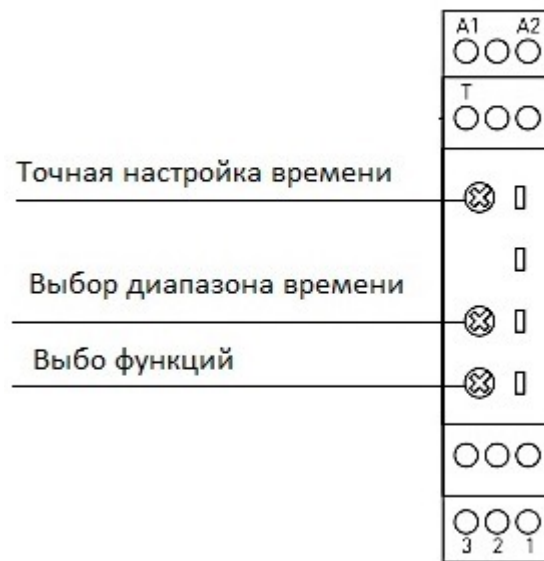 A1 A2
T
Точная настройка времени
Выбор диапазона времени
Выбо функций
3 2 1